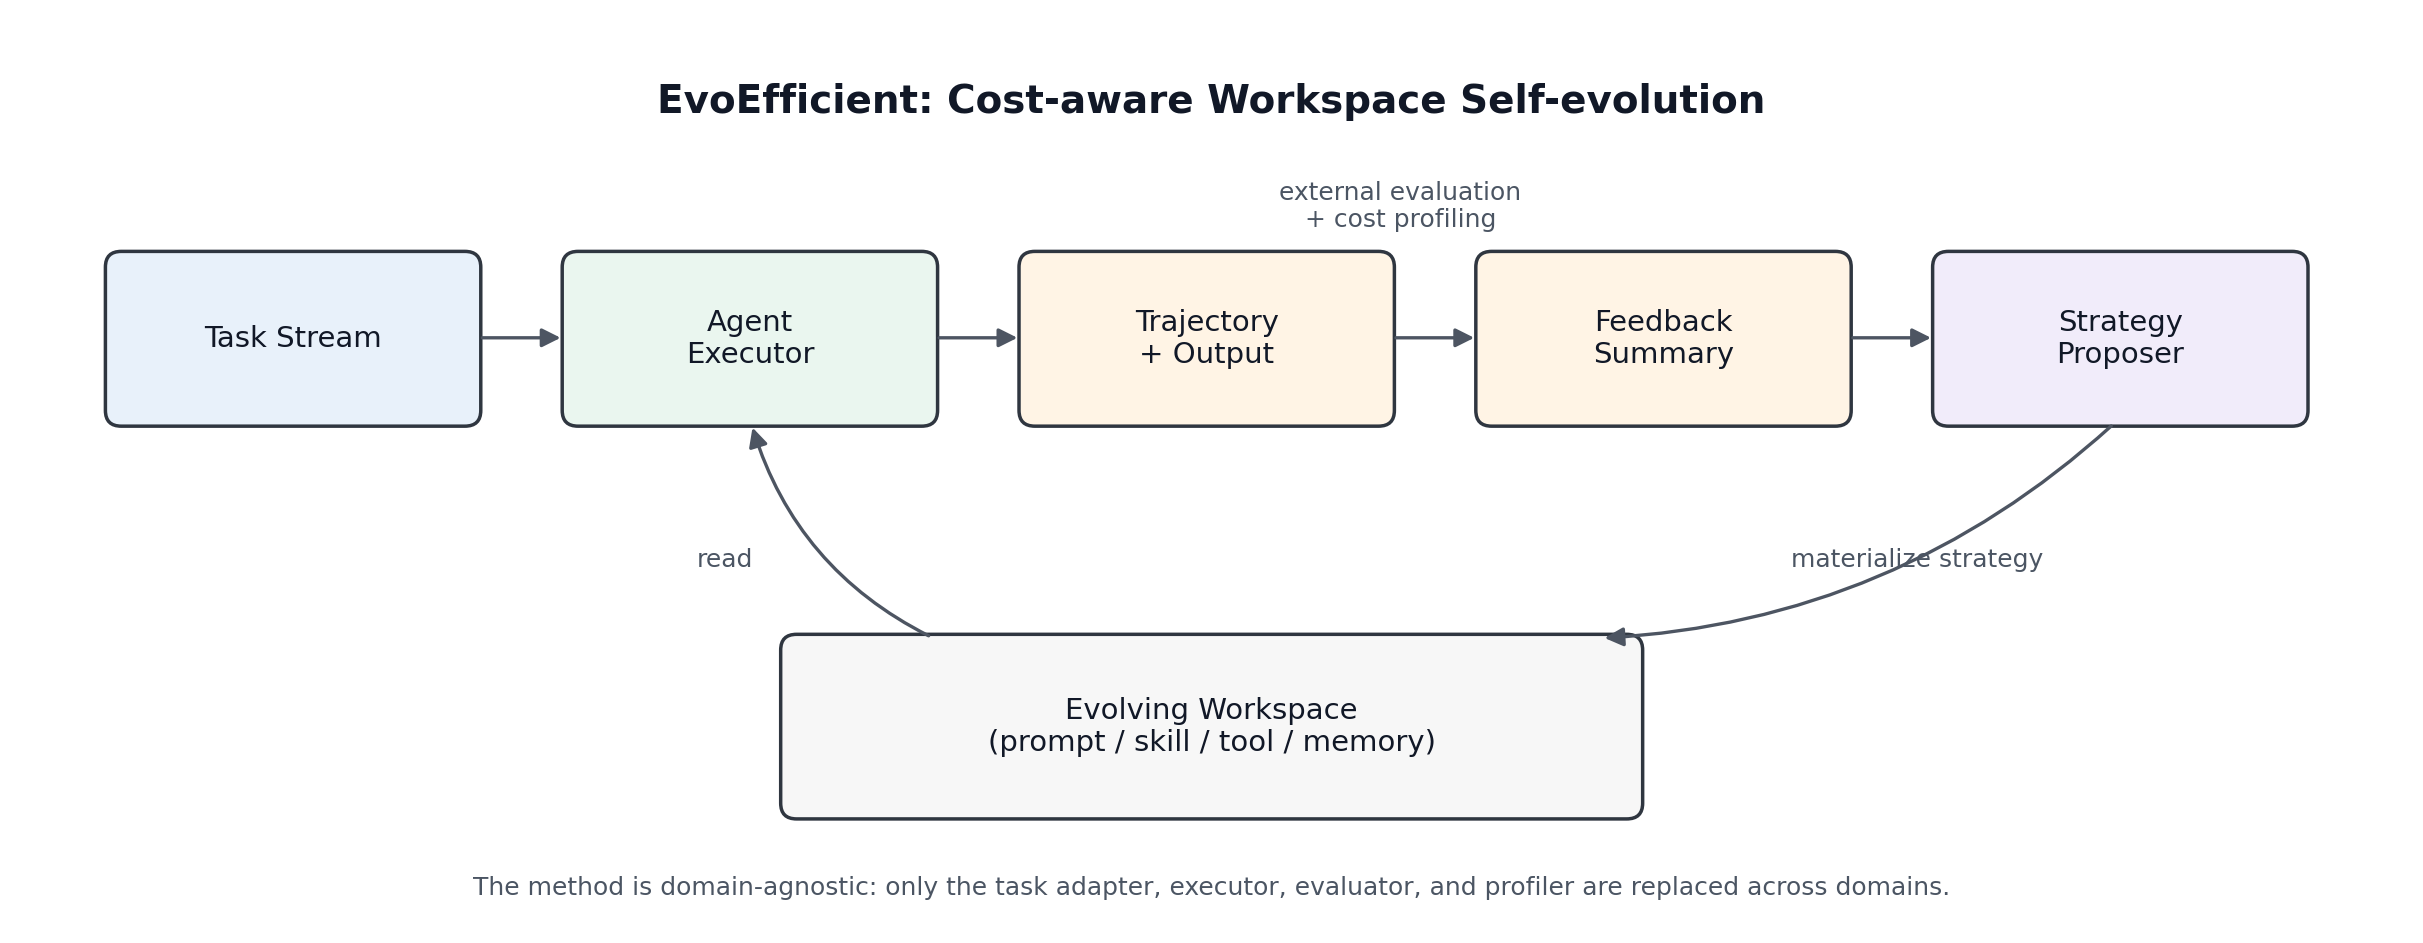 EvoEfficient: Cost-aware Workspace Self-evolution
external evaluation
+ cost profiling
Task Stream
Agent
Executor
Trajectory
+ Output
Feedback
Summary
Strategy
Proposer
read
materialize strategy
Evolving Workspace
(prompt / skill / tool / memory)
The method is domain-agnostic: only the task adapter, executor, evaluator, and profiler are replaced across domains.